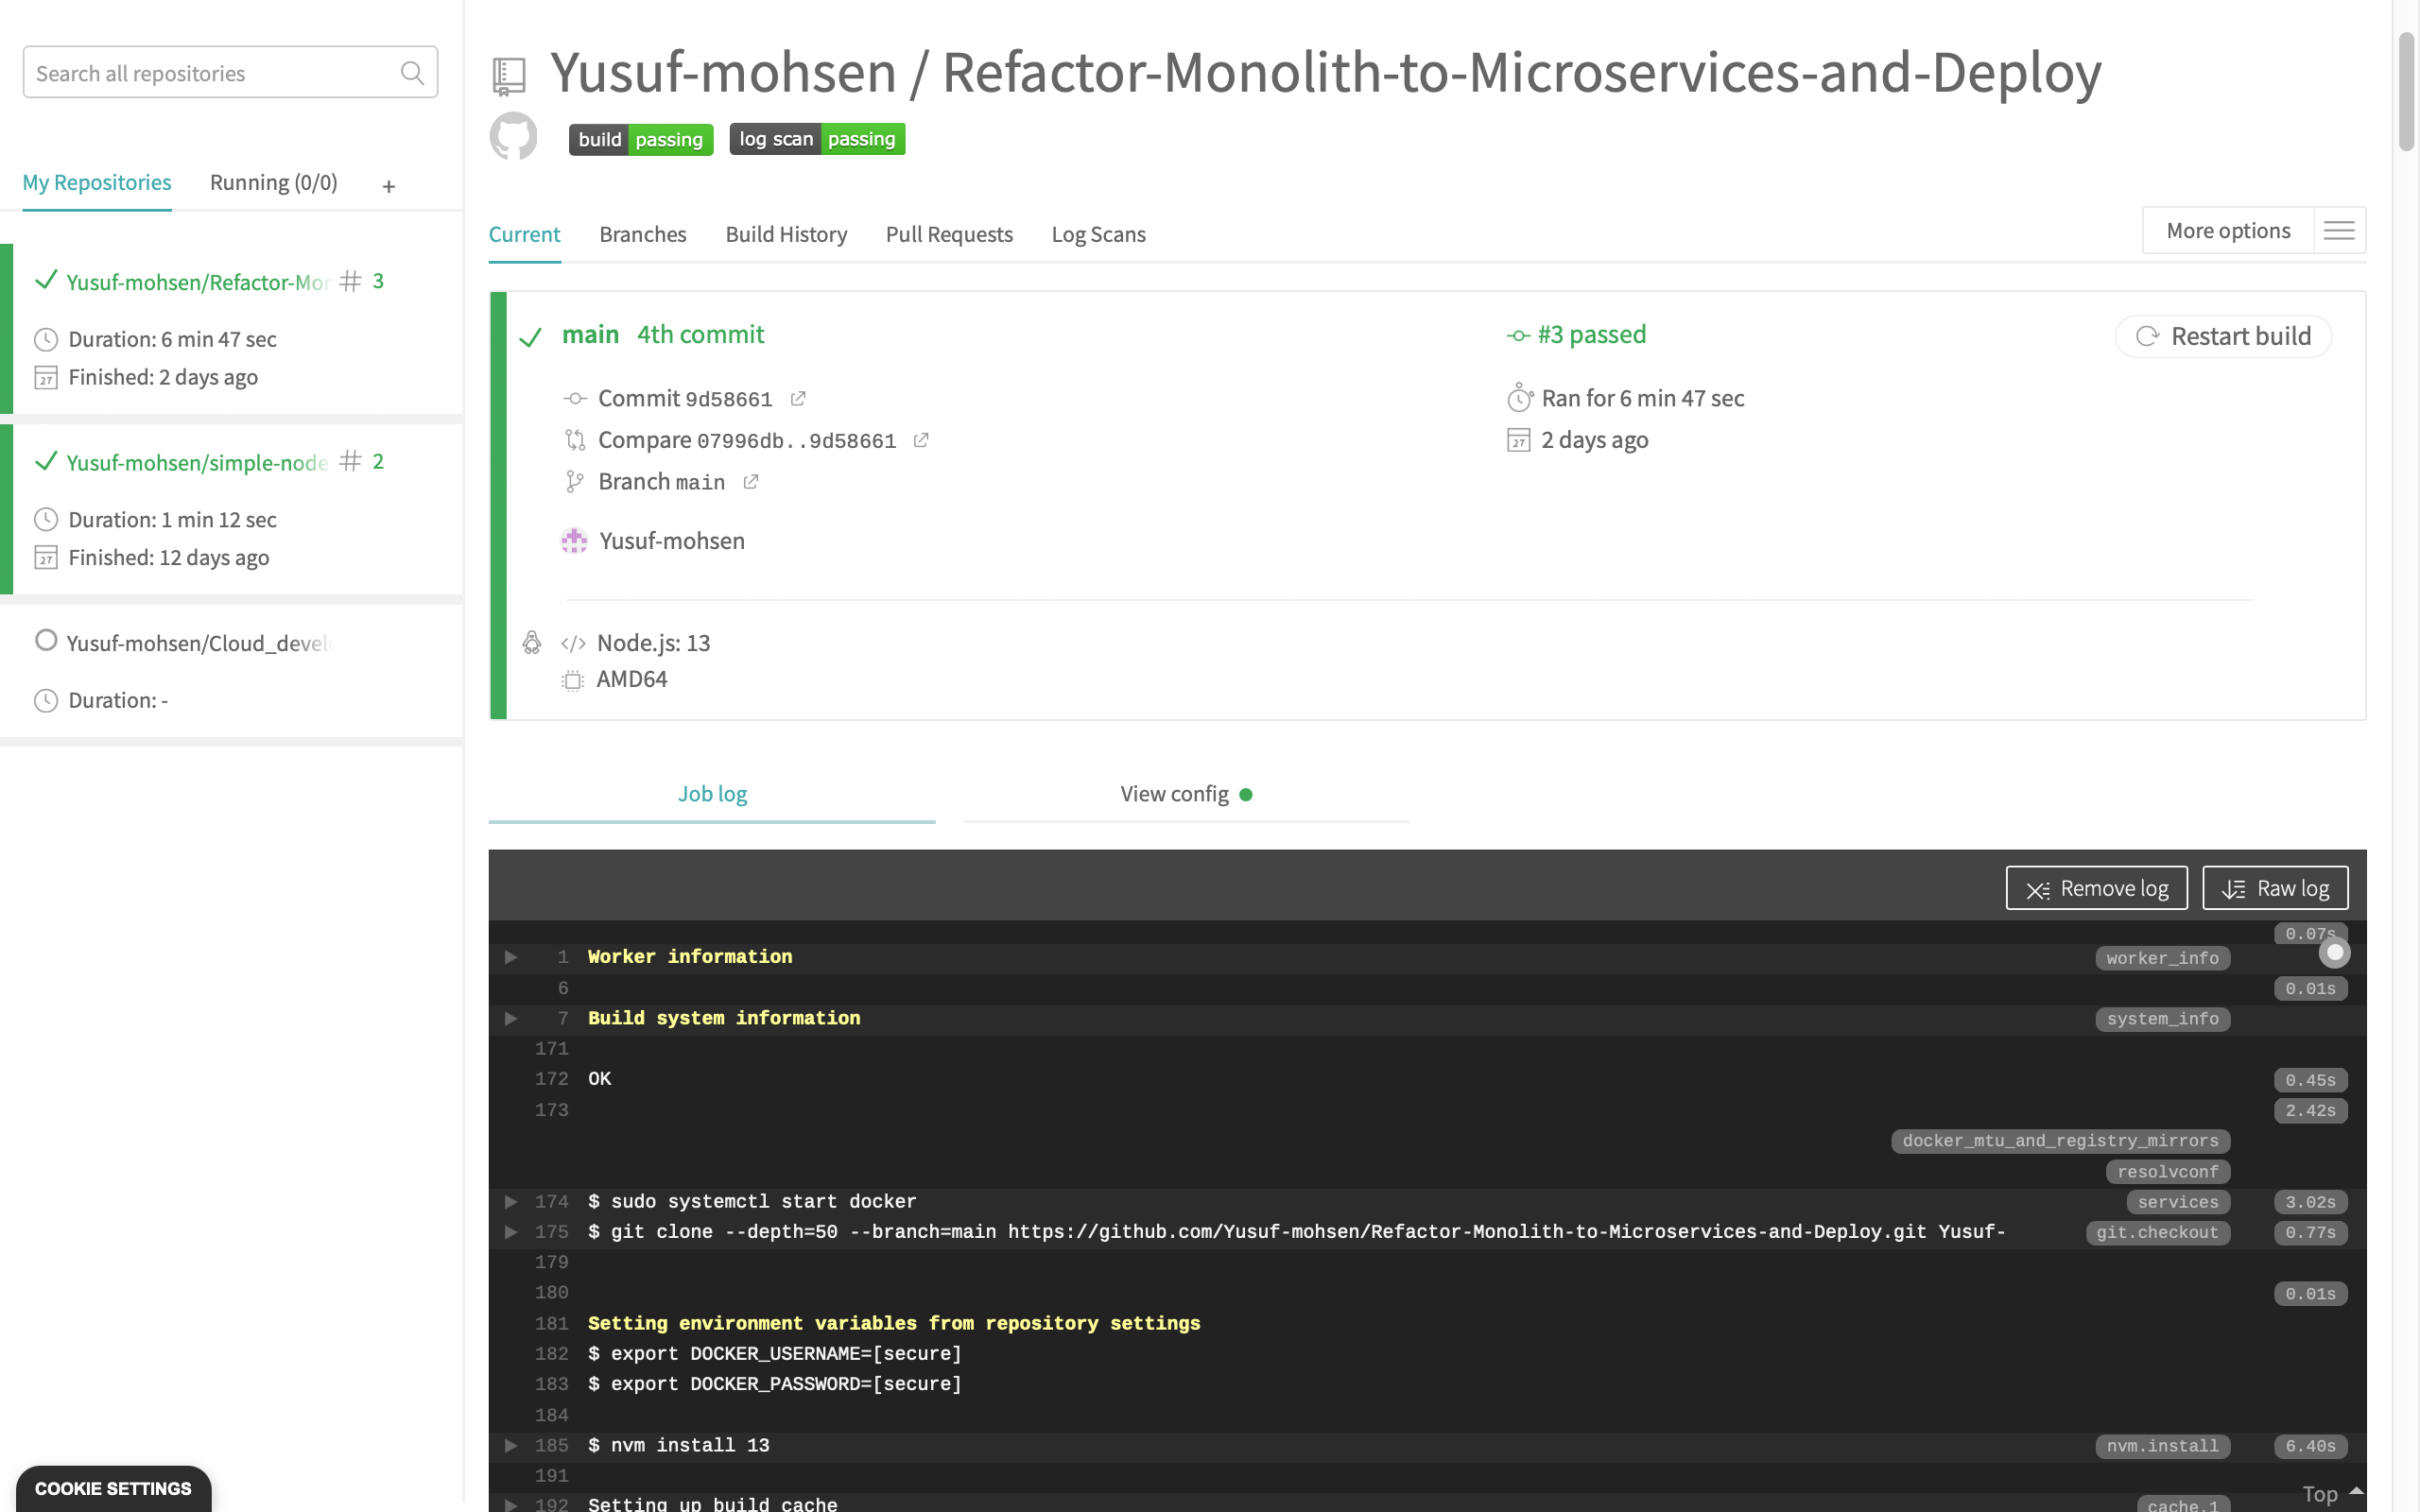 Search all repositories
My Repositories Running (0/0) +
Yusuf-mohsen/Refactor-Mon # 3
Duration: 6 min 47 sec
Finished: 2 days ago
Yusuf-mohsen/simple-node # 2
Duration: 1 min 12 sec
Finished: 12 days ago
Yusuf-mohsen/Cloud_develo
Duration: -
COOKIE SETTINGS
Yusuf-mohsen / Refactor-Monolith-to-Microservices-and-Deploy
build passing log scan passing
Current Branches Build History Pull Requests Log Scans More options
main 4th commit #3 passed Restart build
Commit 9d58661 Ran for 6 min 47 sec
Compare 07996db..9d58661 2 days ago
Branch main
Yusuf-mohsen
</> Node.js: 13
AMD64
Job log View config
Remove log Raw log
0.07s
1 Worker information worker_info
6 0.01s
7 Build system information system_info
171
172 OK 0.45s
173 2.42s
docker_mtu_and_registry_mirrors
resolvconf
174 $ sudo systemctl start docker services 3.02s
175 $ git clone --depth=50 --branch=main https://github.com/Yusuf-mohsen/Refactor-Monolith-to-Microservices-and-Deploy.git Yusuf- git.checkout 0.77s
179
180 0.01s
181 Setting environment variables from repository settings
182 $ export DOCKER_USERNAME=[secure]
183 $ export DOCKER_PASSWORD=[secure]
184
185 $ nvm install 13 nvm.install 6.40s
191
192 Setting up build cache cache.1
Top